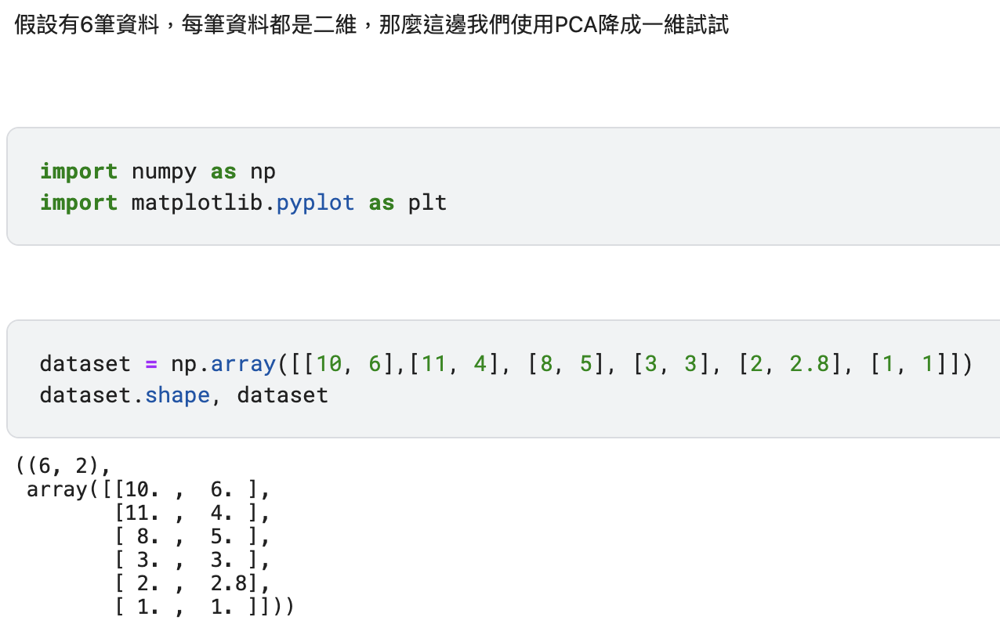 假設有6筆資料，每筆資料都是二維，那麼這邊我們使用PCA降成一維試試
import numpy as np
import matplotlib.pyplot as plt
dataset = np.array([[10, 6],[11, 4], [8, 5], [3, 3], [2, 2.8], [1, 1]])
dataset.shape, dataset
((6, 2),
 array([[10. ,  6. ],
        [11. ,  4. ],
        [ 8. ,  5. ],
        [ 3. ,  3. ],
        [ 2. ,  2.8],
        [ 1. ,  1. ]]))